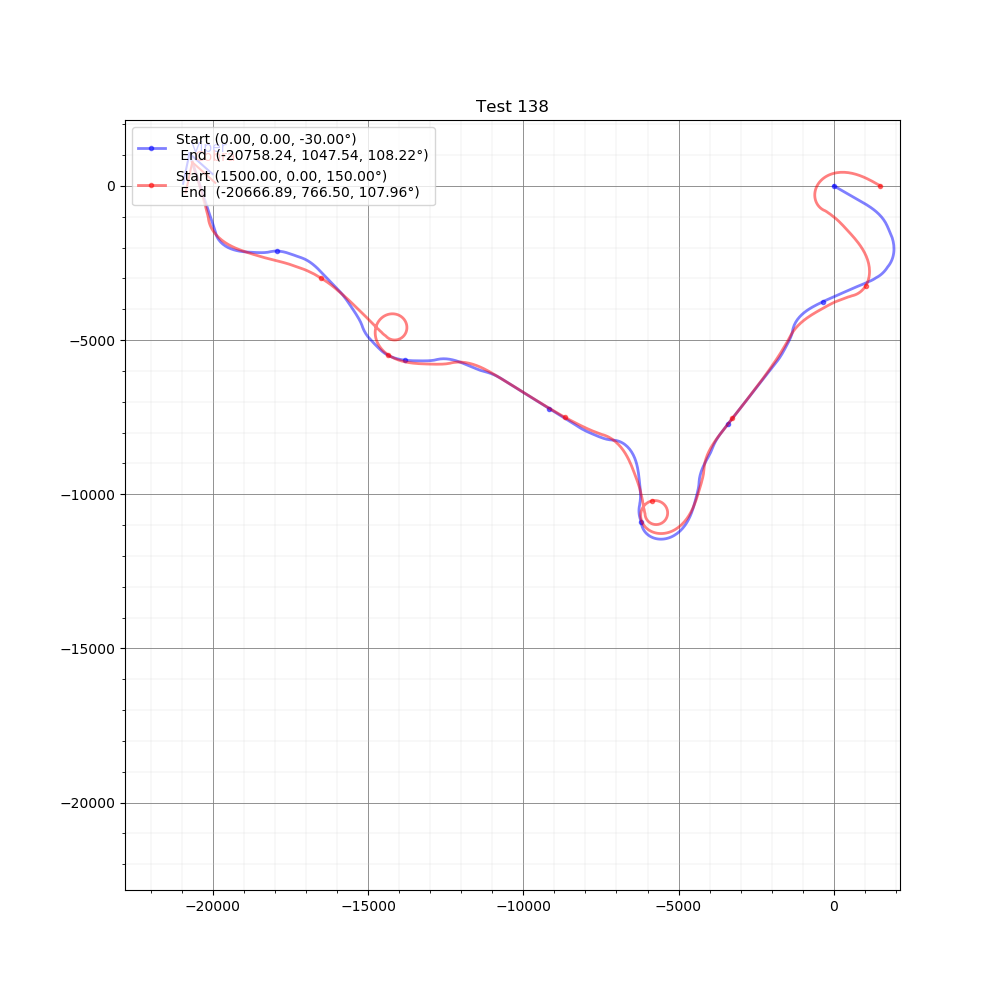 Test 138
Start (0.00, 0.00, -30.00°)
End (-20758.24, 1047.54, 108.22°)
Start (1500.00, 0.00, 150.00°)
End (-20666.89, 766.50, 107.96°)
0
−5000
−10000
−15000
−20000
−20000 −15000 −10000 −5000 0